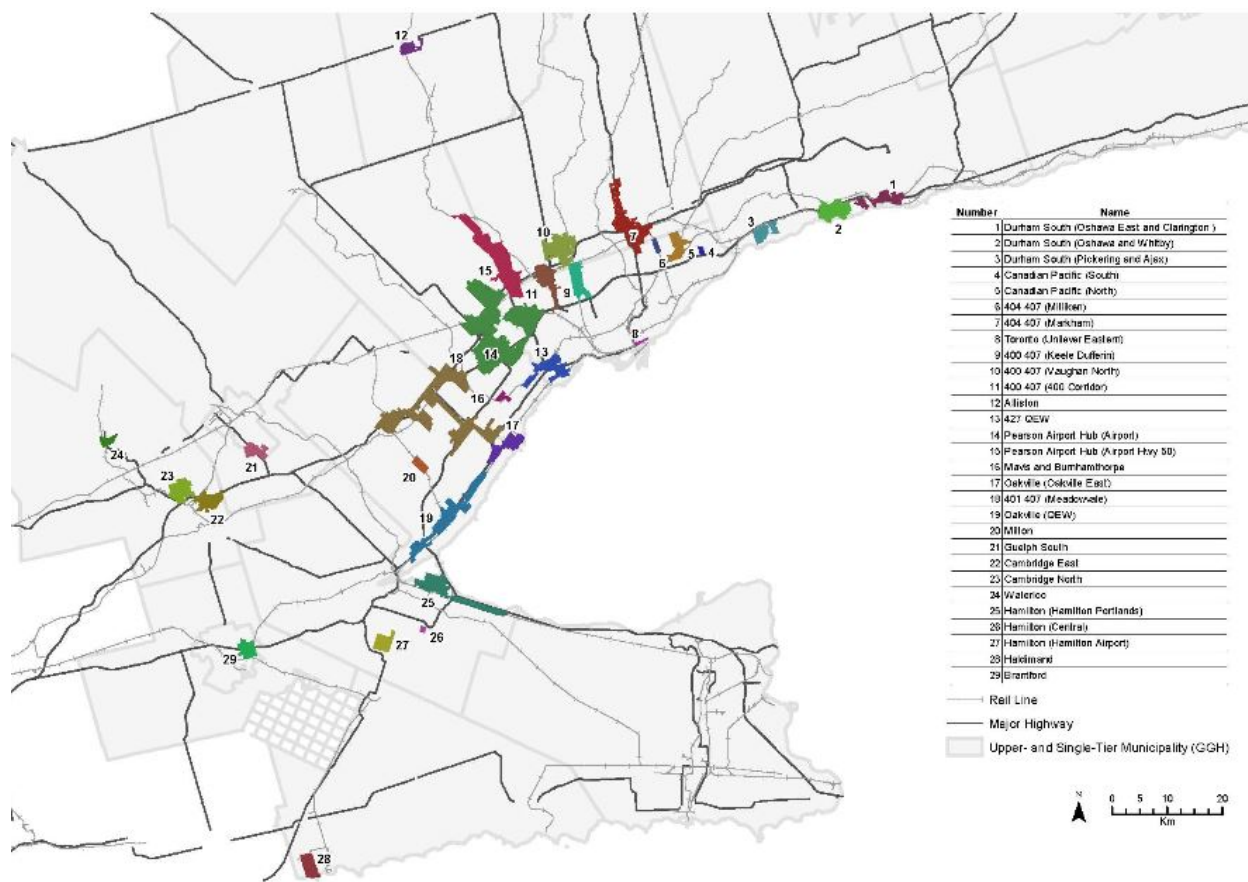 12
1
2
3
10
7
4
5
6
15
11
9
8
14
13
18
16
17
24
23
21
20
22
19
25
26
27
29
28
Number Name
1 Durham South (Oshawa East and Clarington)
2 Durham South (Oshawa and Whitby)
3 Durham South (Pickering and Ajax)
4 Canadian Pacific (South)
5 Canadian Pacific (North)
6 404 407 (Milliken)
7 404 407 (Markham)
8 Toronto (Unilever Eastern)
9 400 407 (Keele Dufferin)
10 400 407 (Vaughan North)
11 400 407 (400 Corridor)
12 Alliston
13 427 QEW
14 Pearson Airport Hub (Airport)
15 Pearson Airport Hub (Airport Hwy 50)
16 Mavis and Burnhamthorpe
17 Oakville (Oakville East)
18 401 407 (Meadowvale)
19 Oakville (QEW)
20 Milton
21 Guelph South
22 Cambridge East
23 Cambridge North
24 Waterloo
25 Hamilton (Hamilton Portlands)
26 Hamilton (Central)
27 Hamilton (Hamilton Airport)
28 Haldimand
29 Brantford
Rail Line
Major Highway
Upper- and Single-Tier Municipality (GGH)
N
0 5 10 20
Km